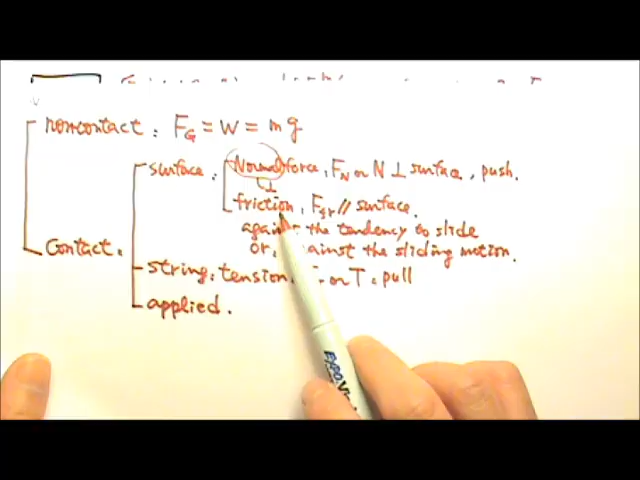 noncontact: F_G = W = mg
surface: Normal force, F_N or N ⊥ surface, push.
⊥
friction, F_fr // surface.
the tendency to slide
or, against the sliding motion.
Contact:
string: tension, or T, pull
applied.
EXPO